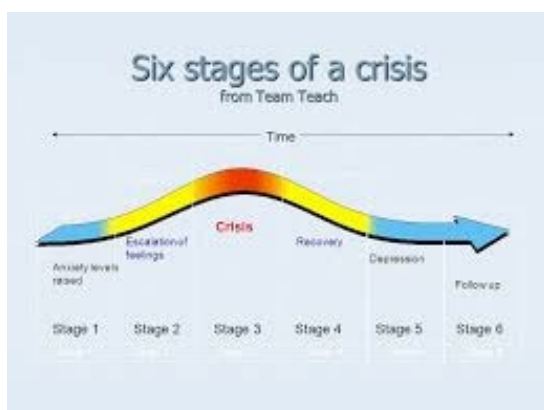 Six stages of a crisis
from Team Teach
Time
Crisis
Escalation of
feelings
Recovery
Anxiety levels
raised
Depression
Follow up
Stage 1
Stage 2
Stage 3
Stage 4
Stage 5
Stage 6